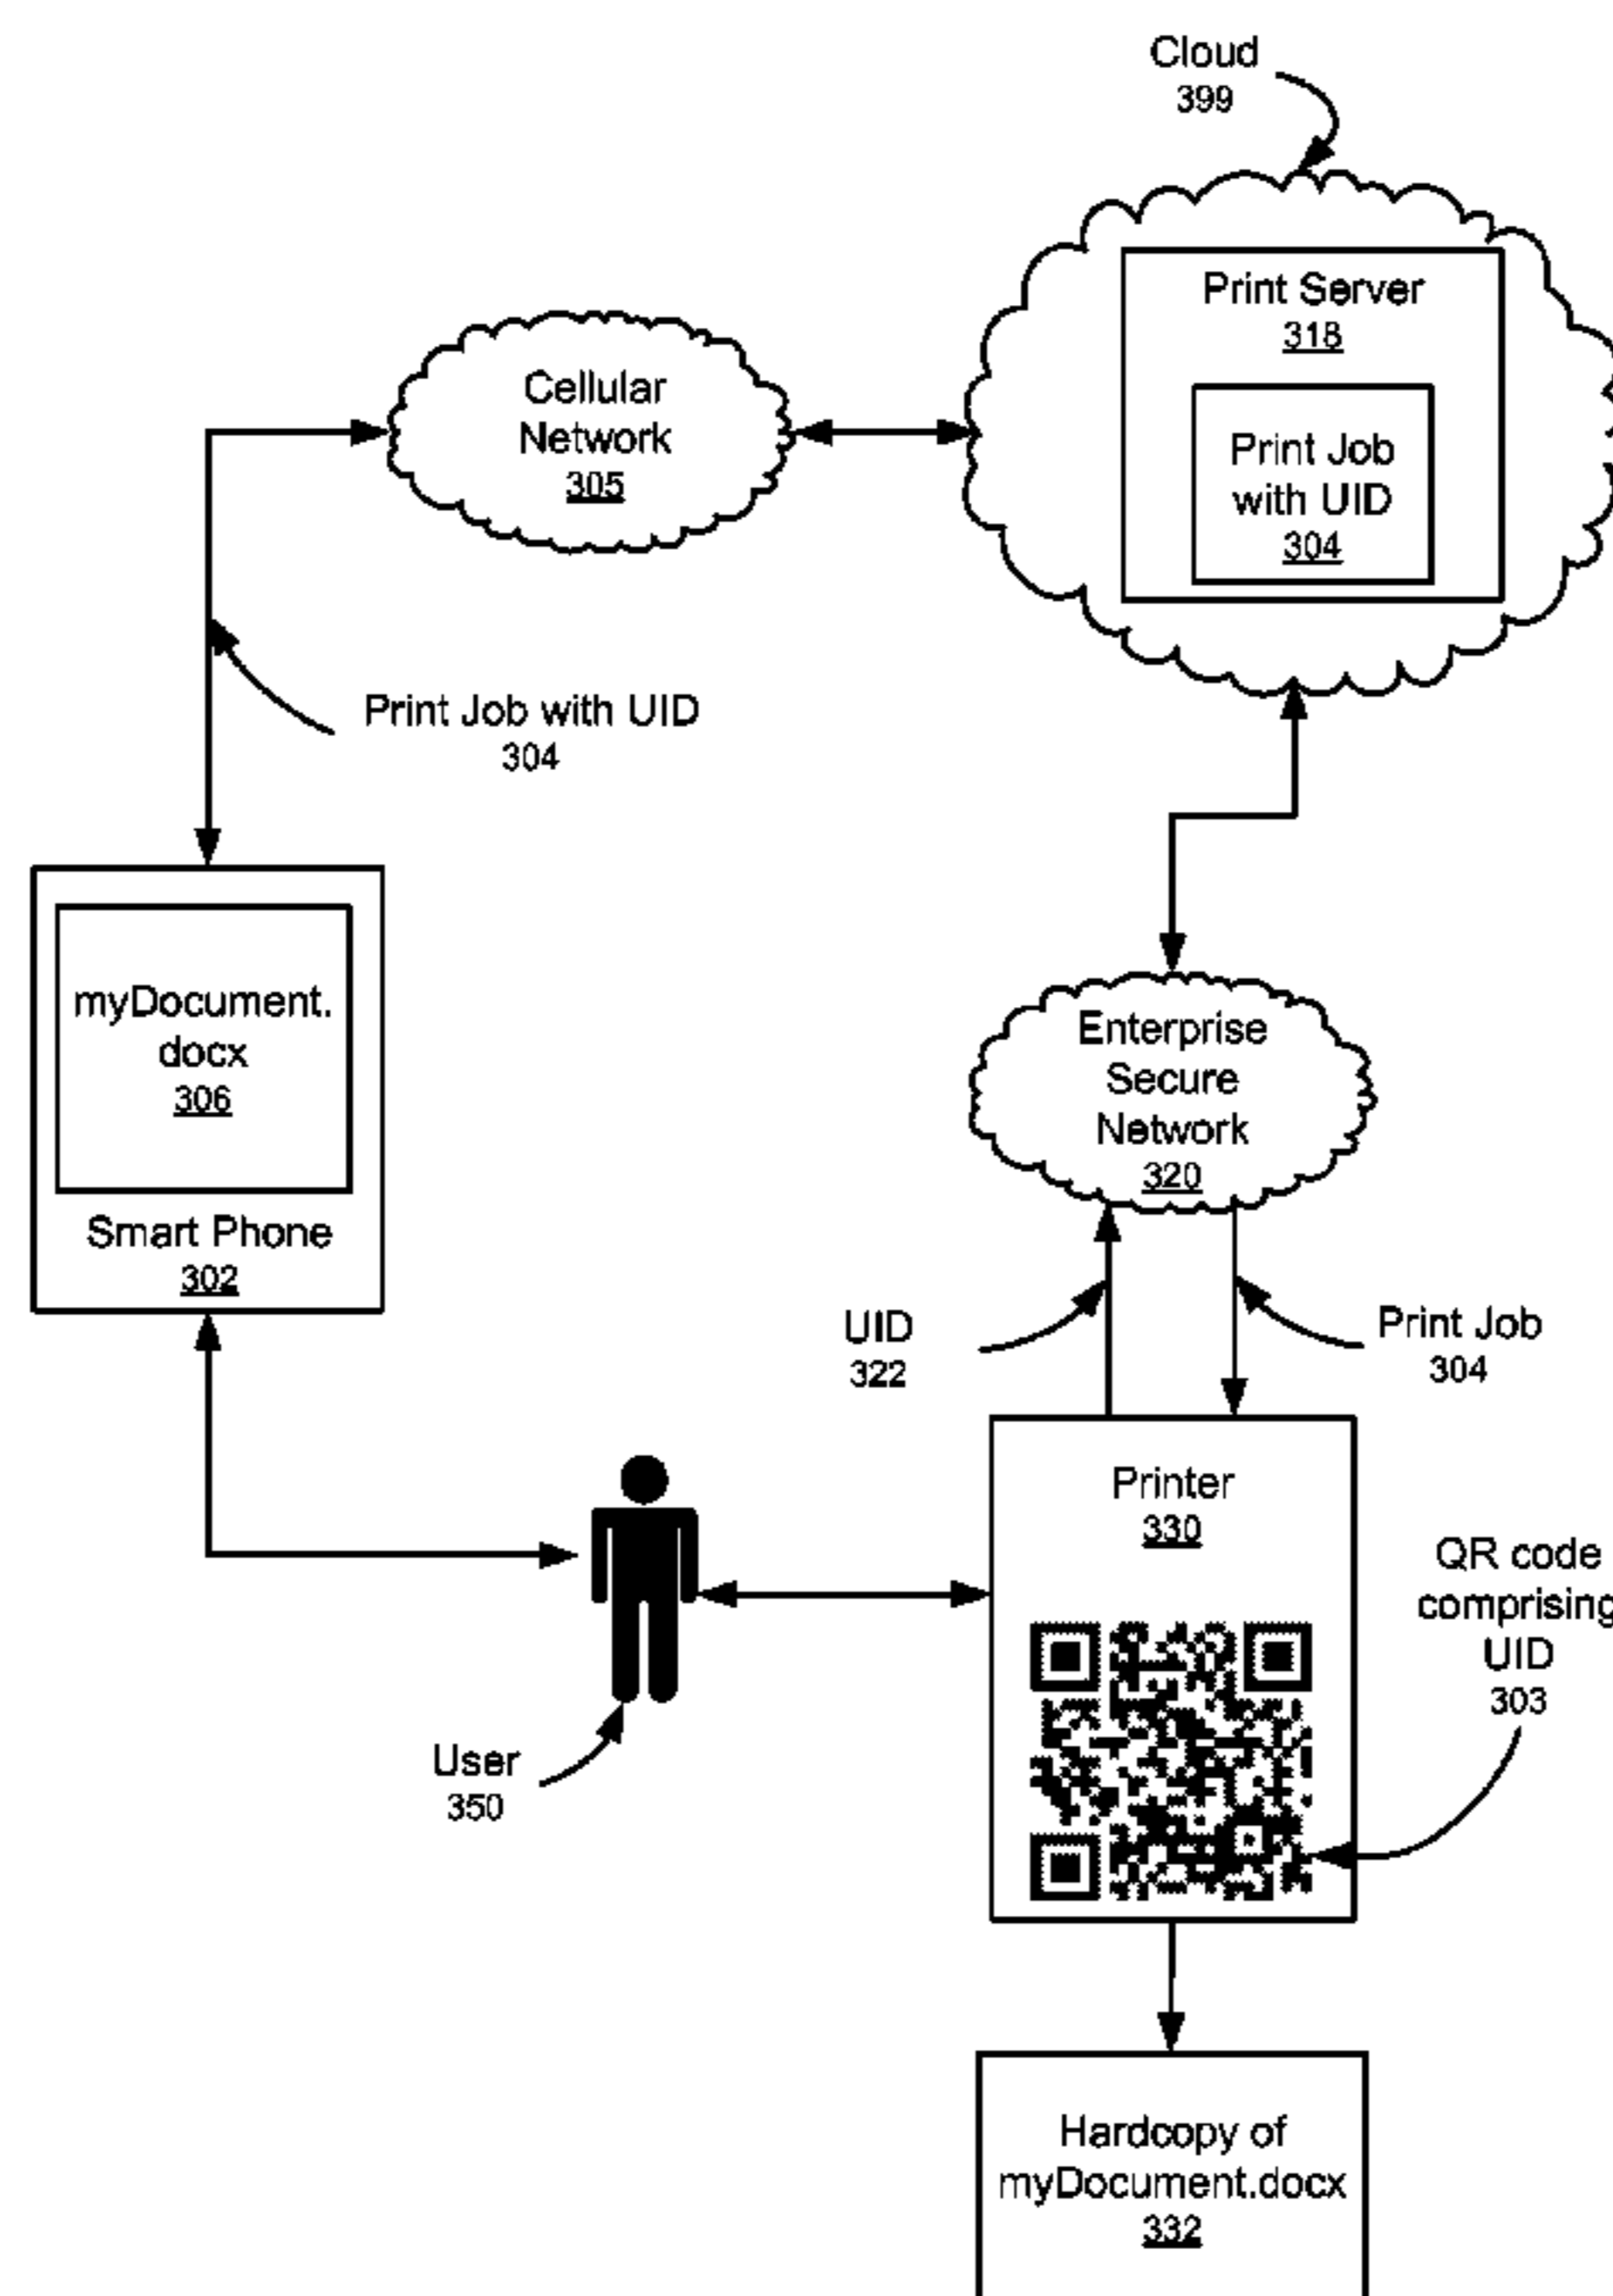 Cloud
399
Print Server
318
Print Job
with UID
304
Cellular
Network
305
Print Job with UID
304
myDocument.
docx
306
Smart Phone
302
Enterprise
Secure
Network
320
UID
322
Print Job
304
Printer
330
QR code
comprising
UID
303
User
350
Hardcopy of
myDocument.docx
332